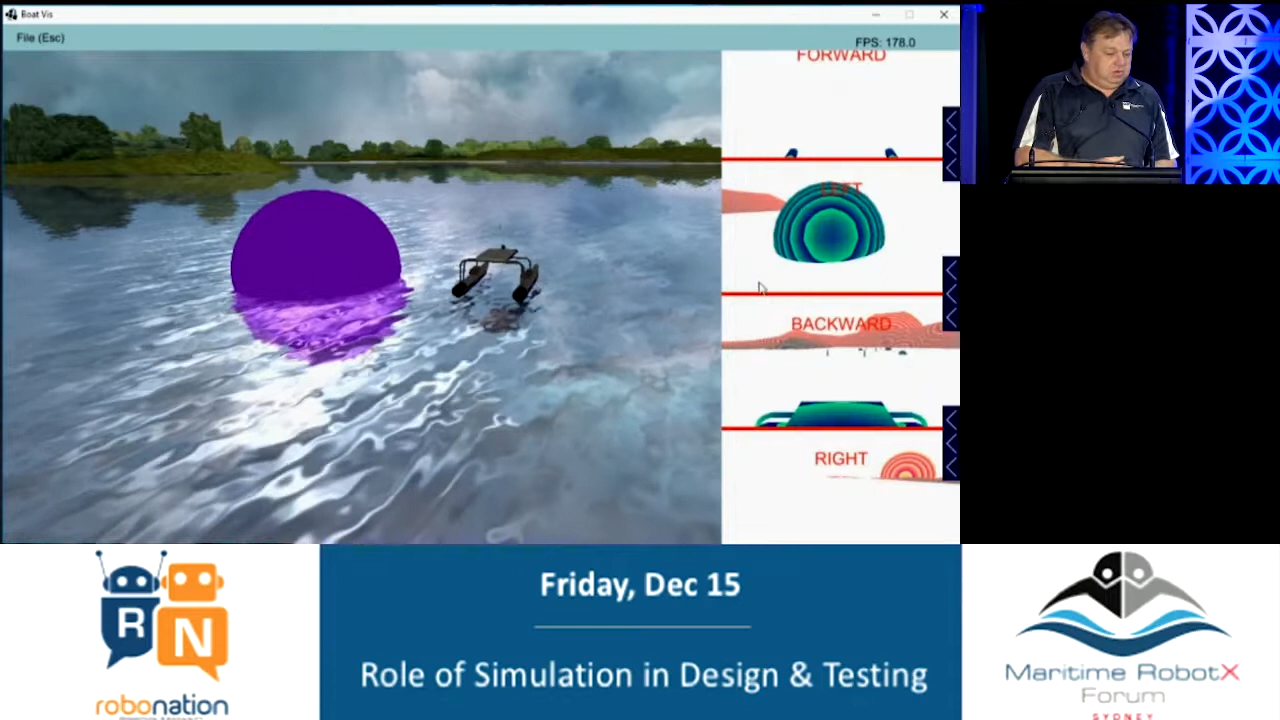 Boat Vis
File (Esc)
FPS: 178.0
FORWARD
LEFT
BACKWARD
RIGHT
Friday, Dec 15
Role of Simulation in Design & Testing
R
N
robonation
Maritime RobotX
Forum
SYDNEY